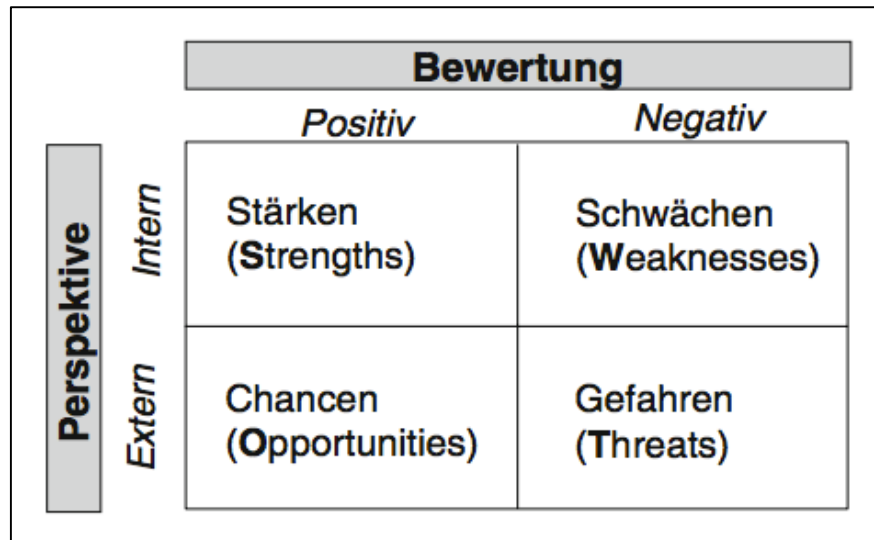 Bewertung
Positiv
Negativ
Perspektive
Intern
Stärken
(Strengths)
Schwächen
(Weaknesses)
Extern
Chancen
(Opportunities)
Gefahren
(Threats)